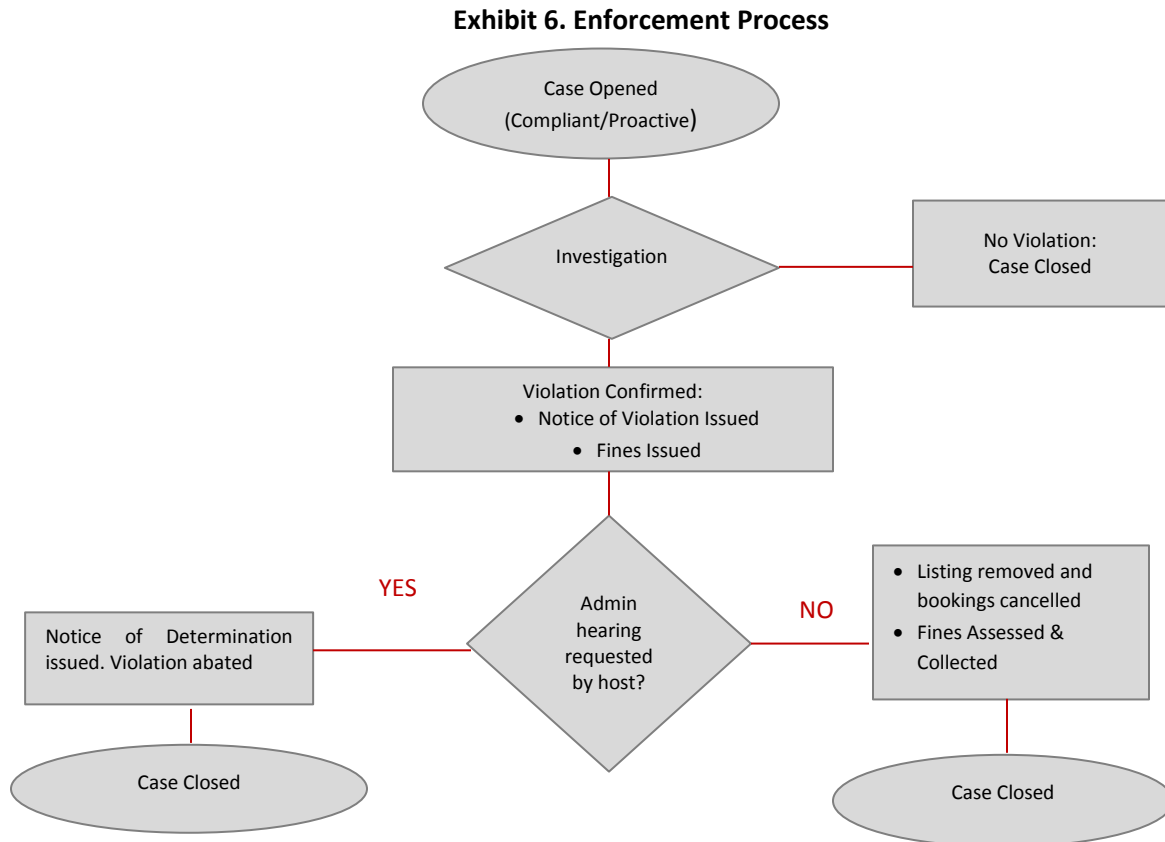 Exhibit 6. Enforcement Process
Case Opened
(Compliant/Proactive)
Investigation
No Violation:
Case Closed
Violation Confirmed:
• Notice of Violation Issued
• Fines Issued
YES
Admin
hearing
requested
by host?
NO
• Listing removed and
bookings cancelled
• Fines Assessed &
Collected
Notice of Determination
issued. Violation abated
Case Closed
Case Closed